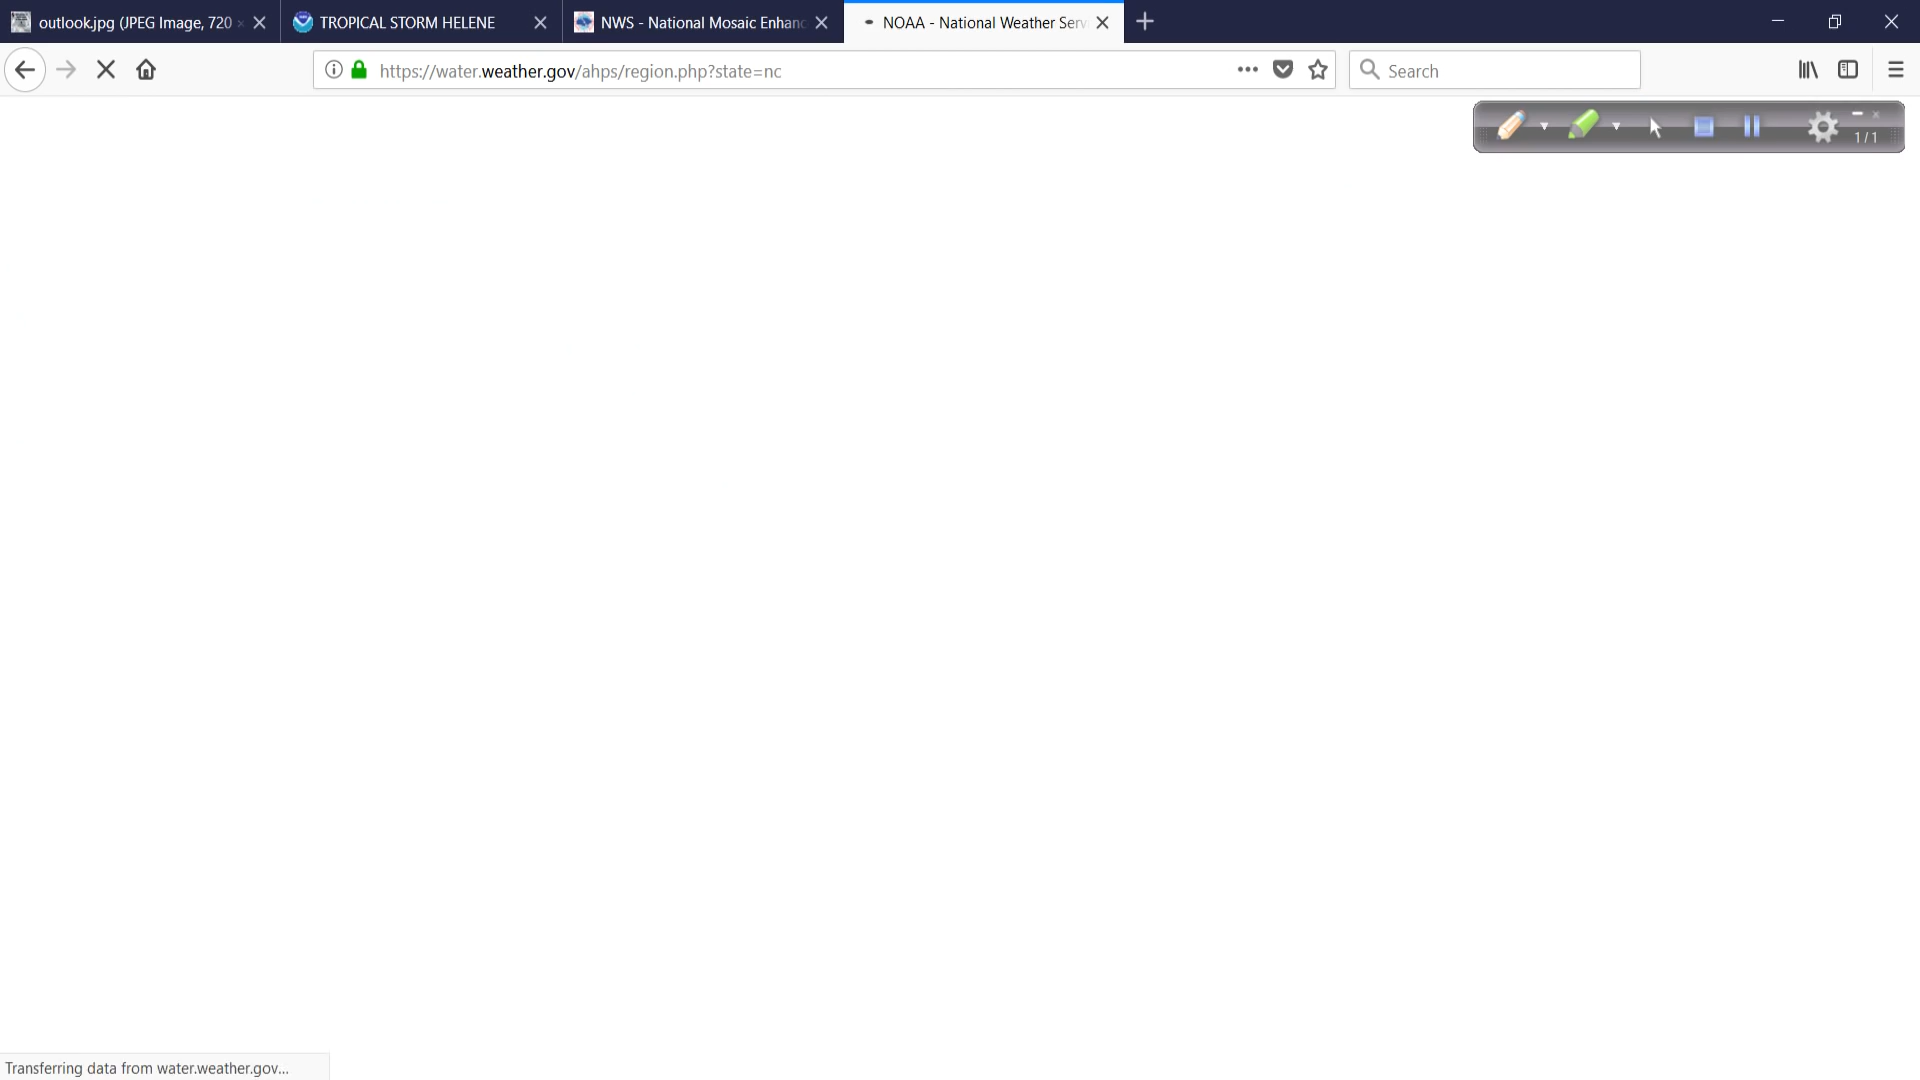 outlook.jpg (JPEG Image, 720 ×
TROPICAL STORM HELENE
NWS - National Mosaic Enhanc
NOAA - National Weather Serv
https://water.weather.gov/ahps/region.php?state=nc
Search
1/1
Transferring data from water.weather.gov...